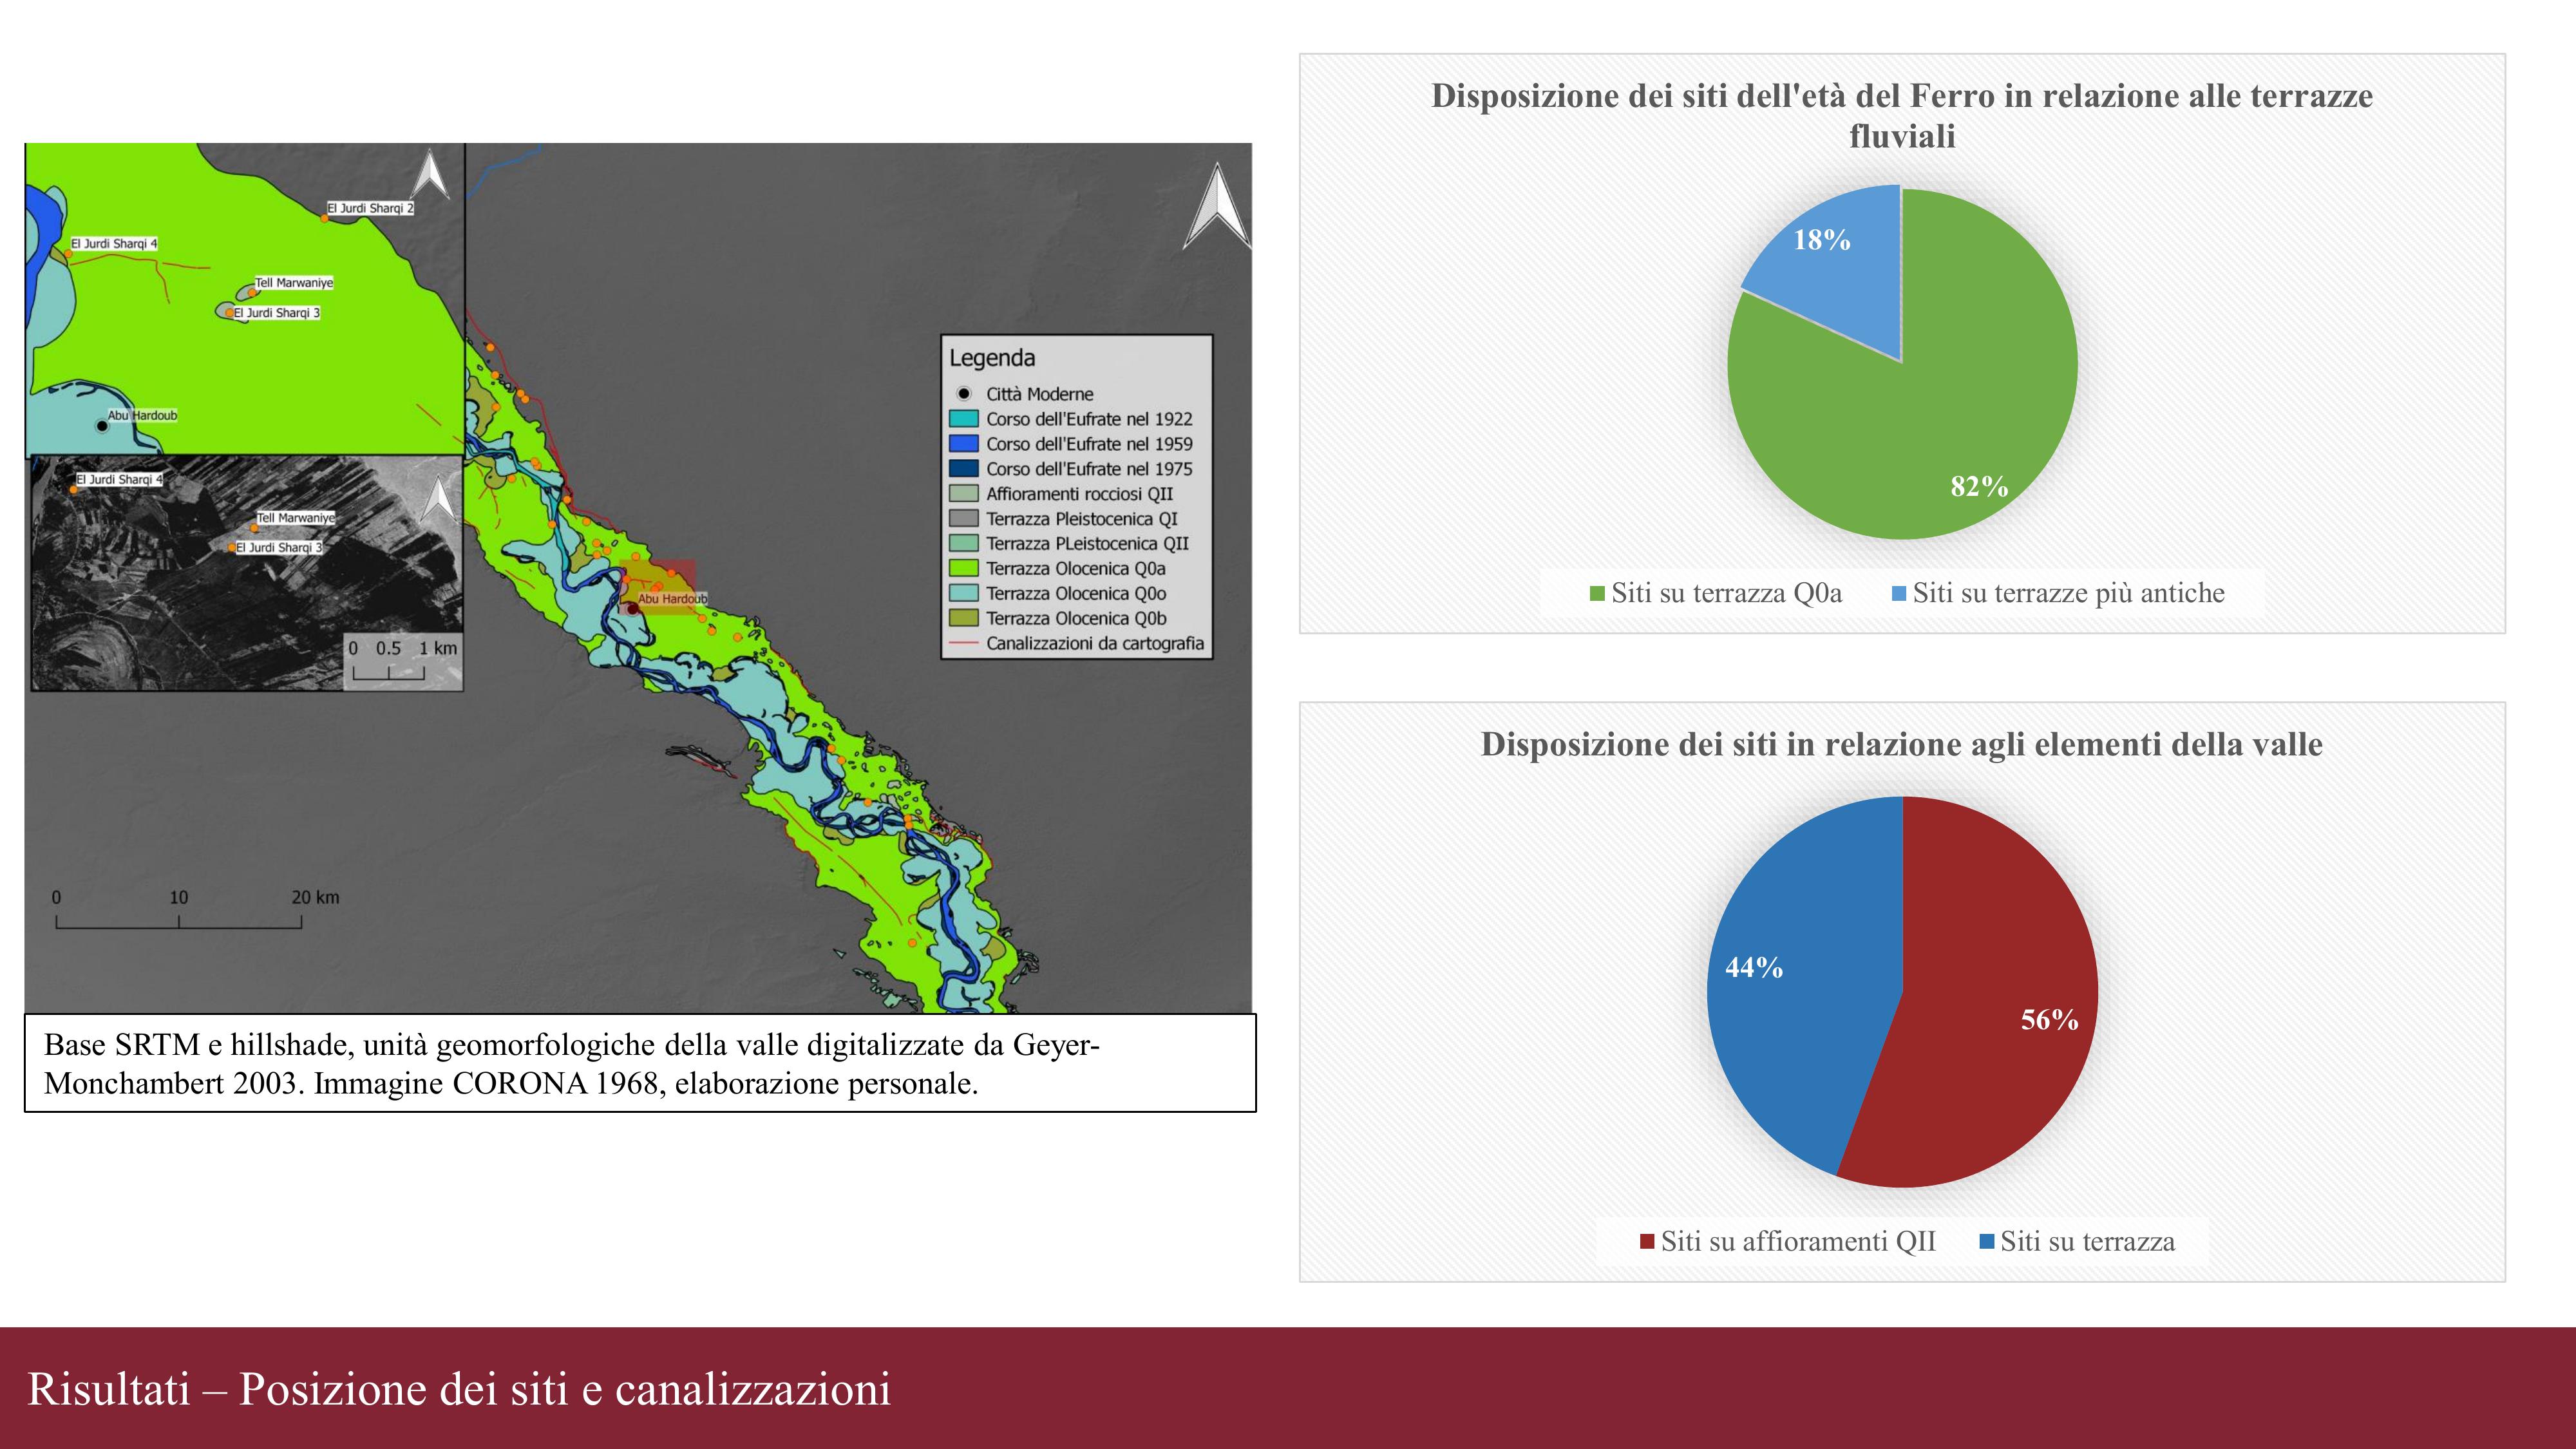 El Jurdi Sharqi 2
El Jurdi Sharqi 4
Tell Marwaniye
El Jurdi Sharqi 3
Abu Hardoub
El Jurdi Sharqi 4
Tell Marwaniye
El Jurdi Sharqi 3
0 0.5 1 km
Abu Hardoub
0 10 20 km
Legenda
Città Moderne
Corso dell'Eufrate nel 1922
Corso dell'Eufrate nel 1959
Corso dell'Eufrate nel 1975
Affioramenti rocciosi QII
Terrazza Pleistocenica QI
Terrazza PLeistocenica QII
Terrazza Olocenica Q0a
Terrazza Olocenica Q0o
Terrazza Olocenica Q0b
Canalizzazioni da cartografia
Base SRTM e hillshade, unità geomorfologiche della valle digitalizzate da Geyer-
Monchambert 2003. Immagine CORONA 1968, elaborazione personale.
Disposizione dei siti dell'età del Ferro in relazione alle terrazze
fluviali
18%
82%
Siti su terrazza Q0a Siti su terrazze più antiche
Disposizione dei siti in relazione agli elementi della valle
44%
56%
Siti su affioramenti QII Siti su terrazza
Risultati – Posizione dei siti e canalizzazioni